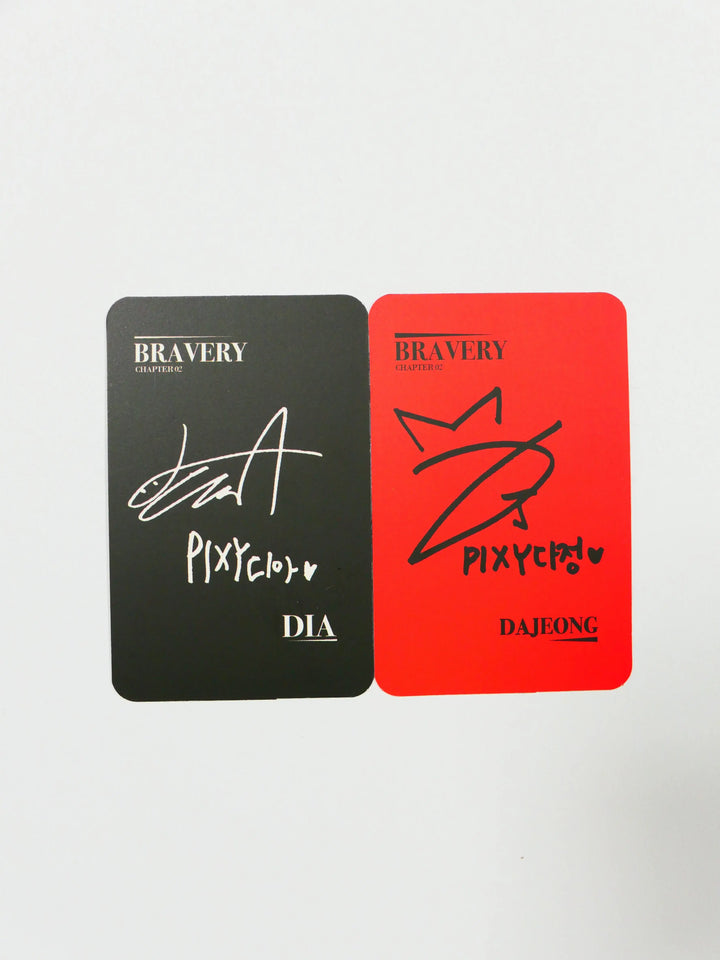 BRAVERY
CHAPTER 02
PIXY디아♥
DIA
BRAVERY
CHAPTER 02
PIXY다정♥
DAJEONG